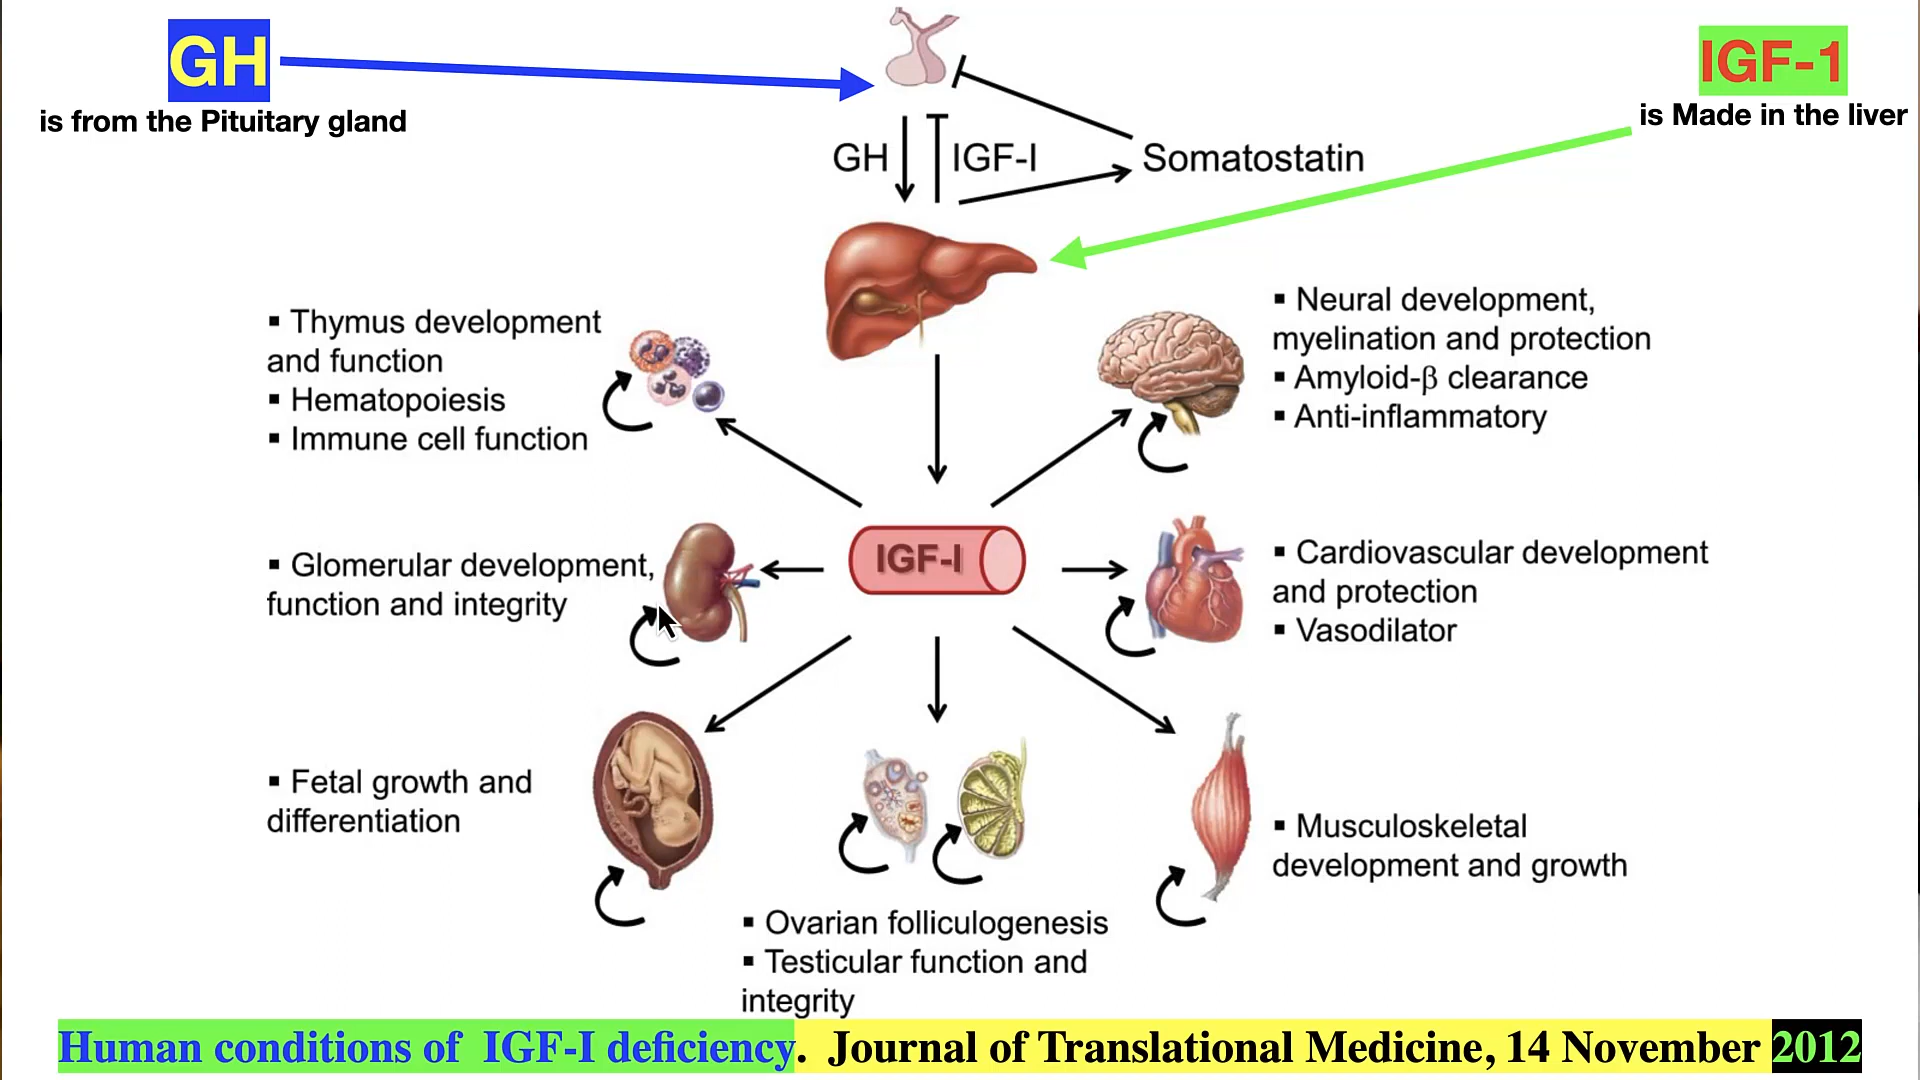 GH
is from the Pituitary gland
IGF-1
is Made in the liver
GH
IGF-I
Somatostatin
▪ Thymus development
and function
▪ Hematopoiesis
▪ Immune cell function
▪ Neural development,
myelination and protection
▪ Amyloid-β clearance
▪ Anti-inflammatory
▪ Glomerular development,
function and integrity
IGF-I
▪ Cardiovascular development
and protection
▪ Vasodilator
▪ Fetal growth and
differentiation
▪ Musculoskeletal
development and growth
▪ Ovarian folliculogenesis
▪ Testicular function and
integrity
Human conditions of IGF-I deficiency. Journal of Translational Medicine, 14 November 2012